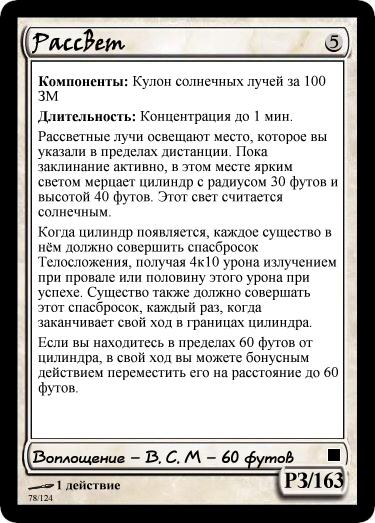 Рассвет 5
Компоненты: Кулон солнечных лучей за 100
ЗМ
Длительность: Концентрация до 1 мин.
Рассветные лучи освещают место, которое вы
указали в пределах дистанции. Пока
заклинание активно, в этом месте ярким
светом мерцает цилиндр с радиусом 30 футов и
высотой 40 футов. Этот свет считается
солнечным.
Когда цилиндр появляется, каждое существо в
нём должно совершить спасбросок
Телосложения, получая 4к10 урона излучением
при провале или половину этого урона при
успехе. Существо также должно совершать
этот спасбросок, каждый раз, когда
заканчивает свой ход в границах цилиндра.
Если вы находитесь в пределах 60 футов от
цилиндра, в свой ход вы можете бонусным
действием переместить его на расстояние до 60
футов.
Воплощение – В, С, М – 60 футов
1 действие
РЗ/163
78/124